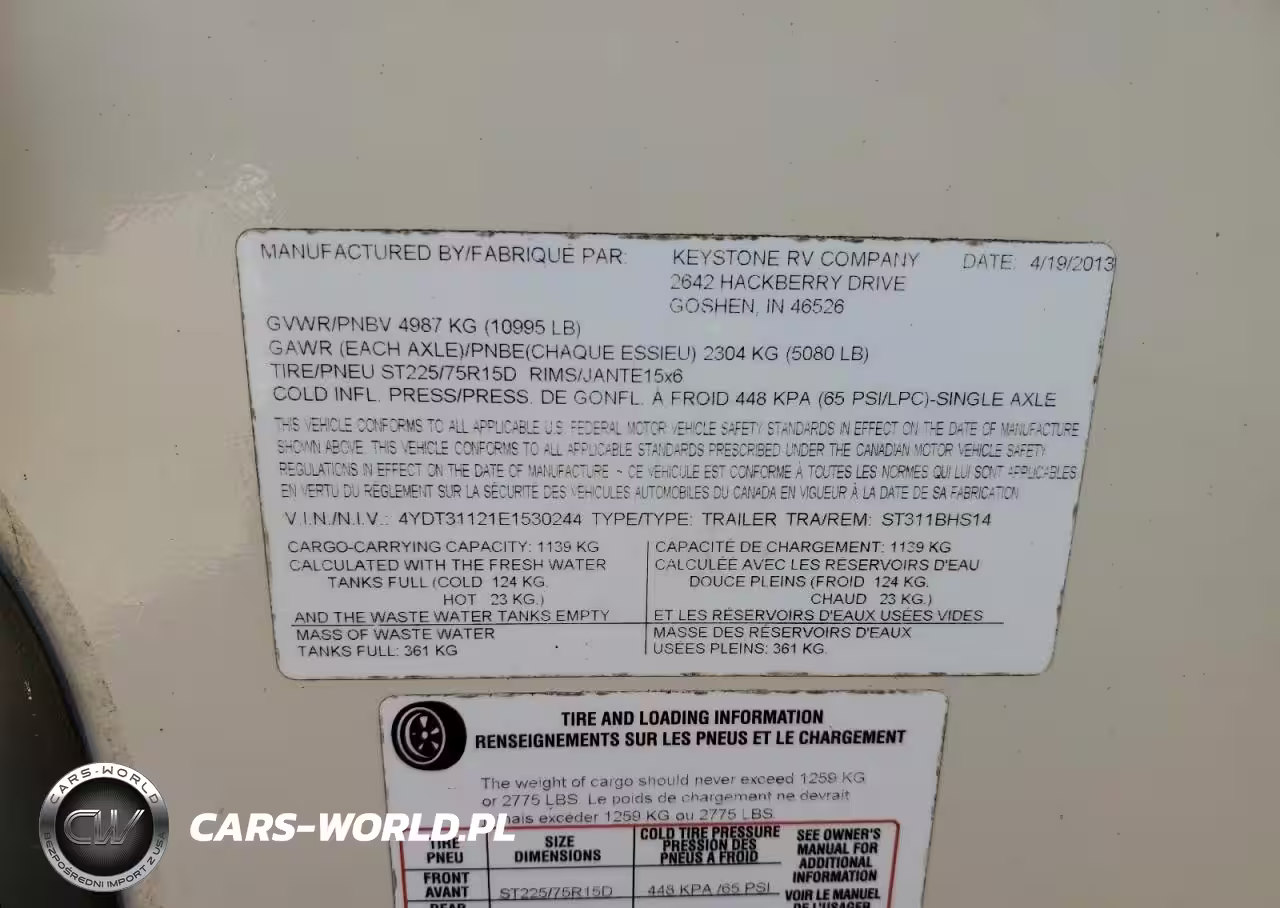 MANUFACTURED BY/FABRIQUÉ PAR: KEYSTONE RV COMPANY DATE: 4/19/2013
2642 HACKBERRY DRIVE
GOSHEN, IN 46526
GVWR/PNBV 4987 KG (10995 LB)
GAWR (EACH AXLE)/PNBE(CHAQUE ESSIEU) 2304 KG (5080 LB)
TIRE/PNEU ST225/75R15D RIMS/JANTE15x6
COLD INFL. PRESS/PRESS. DE GONFL. À FROID 448 KPA (65 PSI/LPC)-SINGLE AXLE
THIS VEHICLE CONFORMS TO ALL APPLICABLE U.S. FEDERAL MOTOR VEHICLE SAFETY STANDARDS IN EFFECT ON THE DATE OF MANUFACTURE
SHOWN ABOVE. THIS VEHICLE CONFORMS TO ALL APPLICABLE STANDARDS PRESCRIBED UNDER THE CANADIAN MOTOR VEHICLE SAFETY
REGULATIONS IN EFFECT ON THE DATE OF MANUFACTURE ~ CE VEHICULE EST CONFORME À TOUTES LES NORMES QUI LUI SONT APPLICABLES
EN VERTU DU RÈGLEMENT SUR LA SÉCURITÉ DES VEHICULES AUTOMOBILES DU CANADA EN VIGUEUR À LA DATE DE SA FABRICATION
V.I.N./N.I.V.: 4YDT31121E1530244 TYPE/TYPE: TRAILER TRA/REM: ST311BHS14
CARGO-CARRYING CAPACITY: 1139 KG
CALCULATED WITH THE FRESH WATER
TANKS FULL (COLD 124 KG.
HOT 23 KG.)
AND THE WASTE WATER TANKS EMPTY
MASS OF WASTE WATER
TANKS FULL: 361 KG
CAPACITÉ DE CHARGEMENT: 1139 KG
CALCULÉE AVEC LES RÉSERVOIRS D'EAU
DOUCE PLEINS (FROID 124 KG.
CHAUD 23 KG.)
ET LES RÉSERVOIRS D'EAUX USÉES VIDES
MASSE DES RÉSERVOIRS D'EAUX
USÉES PLEINS: 361 KG.
TIRE AND LOADING INFORMATION
RENSEIGNEMENTS SUR LES PNEUS ET LE CHARGEMENT
The weight of cargo should never exceed 1259 KG
or 2775 LBS. Le poids de chargement ne devrait
exceder 1259 KG ou 2775 LBS.
TIRE
PNEU
SIZE
DIMENSIONS
COLD TIRE PRESSURE
PRESSION DES
PNEUS A FROID
SEE OWNER'S
MANUAL FOR
ADDITIONAL
INFORMATION
FRONT
AVANT
ST225/75R15D
448 KPA /65 PSI
VOIR LE MANUEL
DE L'USAGER
CARS-WORLD
CW
BEZPOŚREDNI IMPORT Z USA
CARS-WORLD.PL